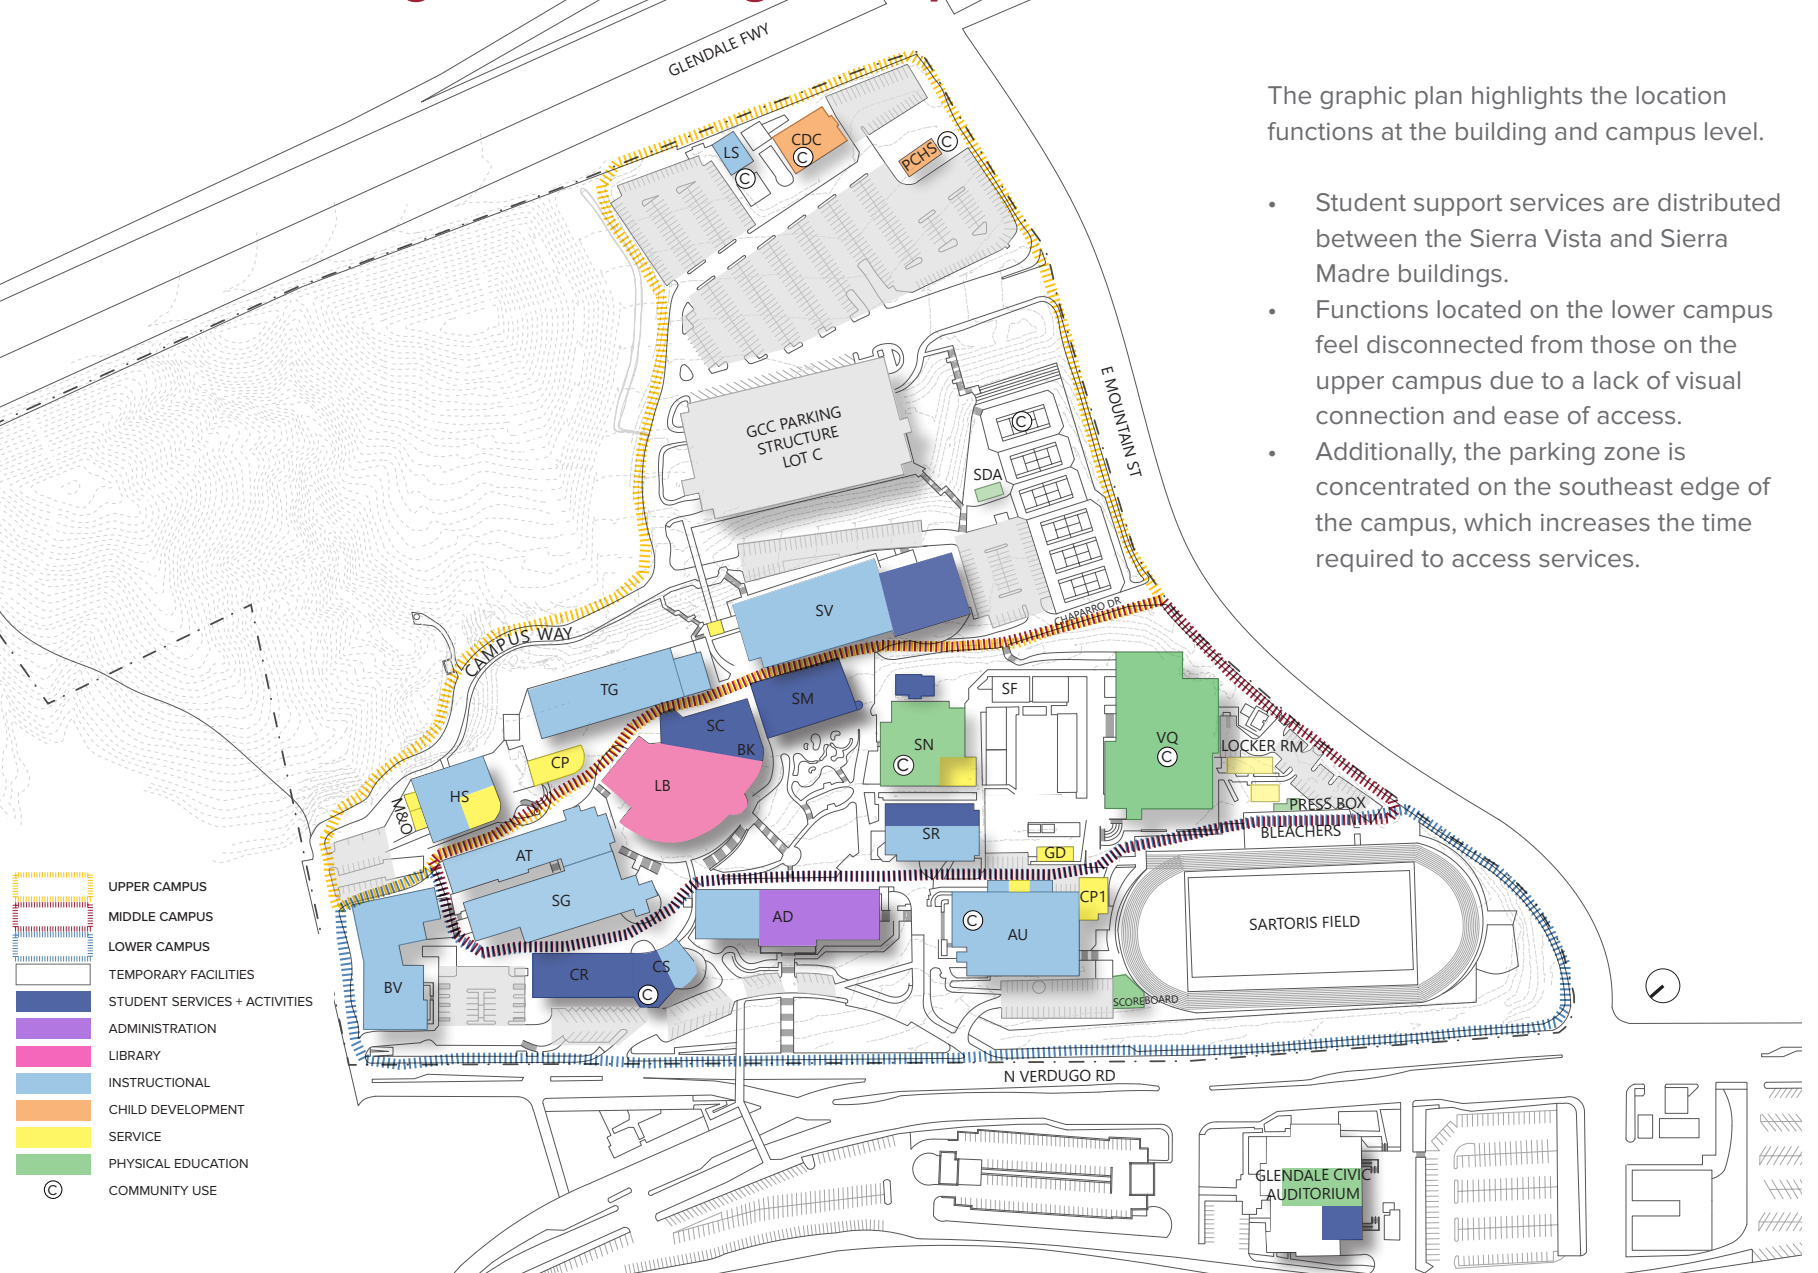 GLENDALE FWY
The graphic plan highlights the location
functions at the building and campus level.
• Student support services are distributed
between the Sierra Vista and Sierra
Madre buildings.
• Functions located on the lower campus
feel disconnected from those on the
upper campus due to a lack of visual
connection and ease of access.
• Additionally, the parking zone is
concentrated on the southeast edge of
the campus, which increases the time
required to access services.
LS
C
CDC
C
PCHS
C
E MOUNTAIN ST
GCC PARKING
STRUCTURE
LOT C
C
SDA
SV
CHAPARRO DR
CAMPUS WAY
TG
SM
SC
BK
SF
SN
C
VQ
C
LOCKER RM
CP
LB
HS
M&O
PRESS BOX
BLEACHERS
SR
GD
AT
SG
AD
C
AU
CP1
SARTORIS FIELD
CR
CS
C
BV
SCOREBOARD
N VERDUGO RD
GLENDALE CIVIC
AUDITORIUM
UPPER CAMPUS
MIDDLE CAMPUS
LOWER CAMPUS
TEMPORARY FACILITIES
STUDENT SERVICES + ACTIVITIES
ADMINISTRATION
LIBRARY
INSTRUCTIONAL
CHILD DEVELOPMENT
SERVICE
PHYSICAL EDUCATION
C COMMUNITY USE